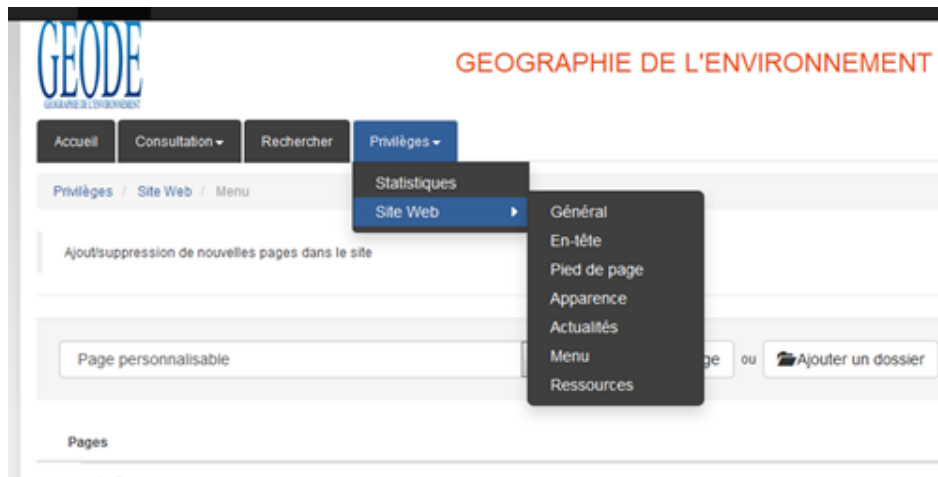 GEODE
GEOGRAPHIE DE L'ENVIRONNEMENT
GEOGRAPHIE DE L'ENVIRONNEMENT
Accueil Consultation Rechercher Privilèges
Statistiques
Privilèges / Site Web / Menu
Site Web
Général
En-tête
Ajout/suppression de nouvelles pages dans le site
Pied de page
Apparence
Actualités
Page personnalisable
Menu
ge ou Ajouter un dossier
Ressources
Pages